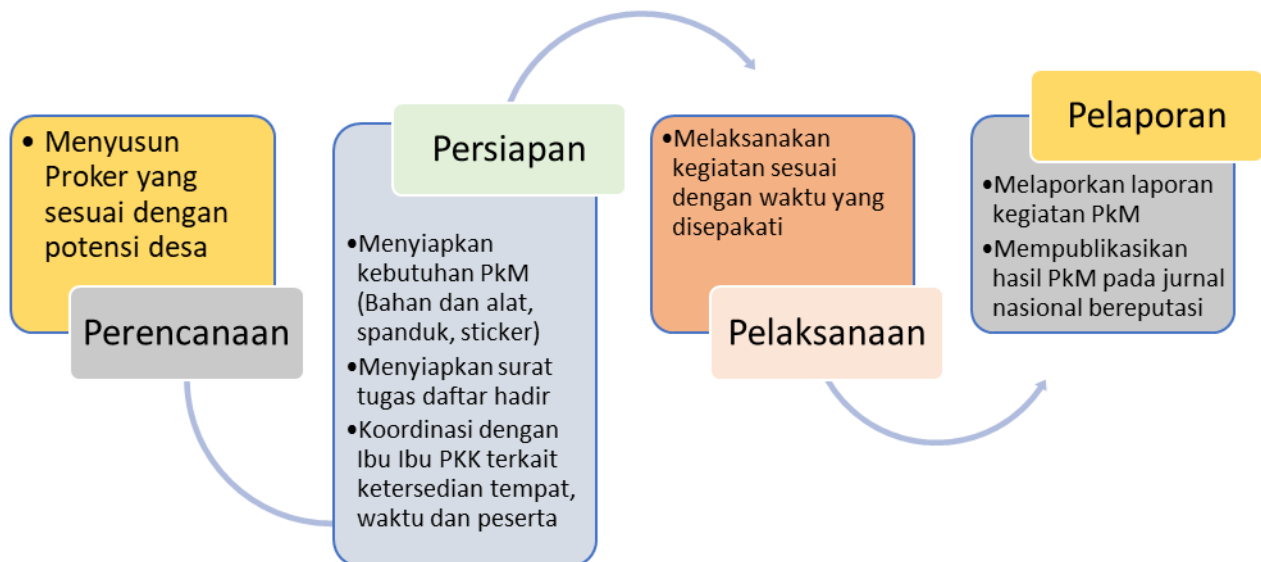 • Menyusun
Proker yang
sesuai dengan
potensi desa
Perencanaan
Persiapan
•Menyiapkan
kebutuhan PkM
(Bahan dan alat,
spanduk, sticker)
•Menyiapkan surat
tugas daftar hadir
•Koordinasi dengan
Ibu Ibu PKK terkait
ketersedian tempat,
waktu dan peserta
•Melaksanakan
kegiatan sesuai
dengan waktu yang
disepakati
Pelaksanaan
Pelaporan
•Melaporkan laporan
kegiatan PkM
•Mempublikasikan
hasil PkM pada jurnal
nasional bereputasi